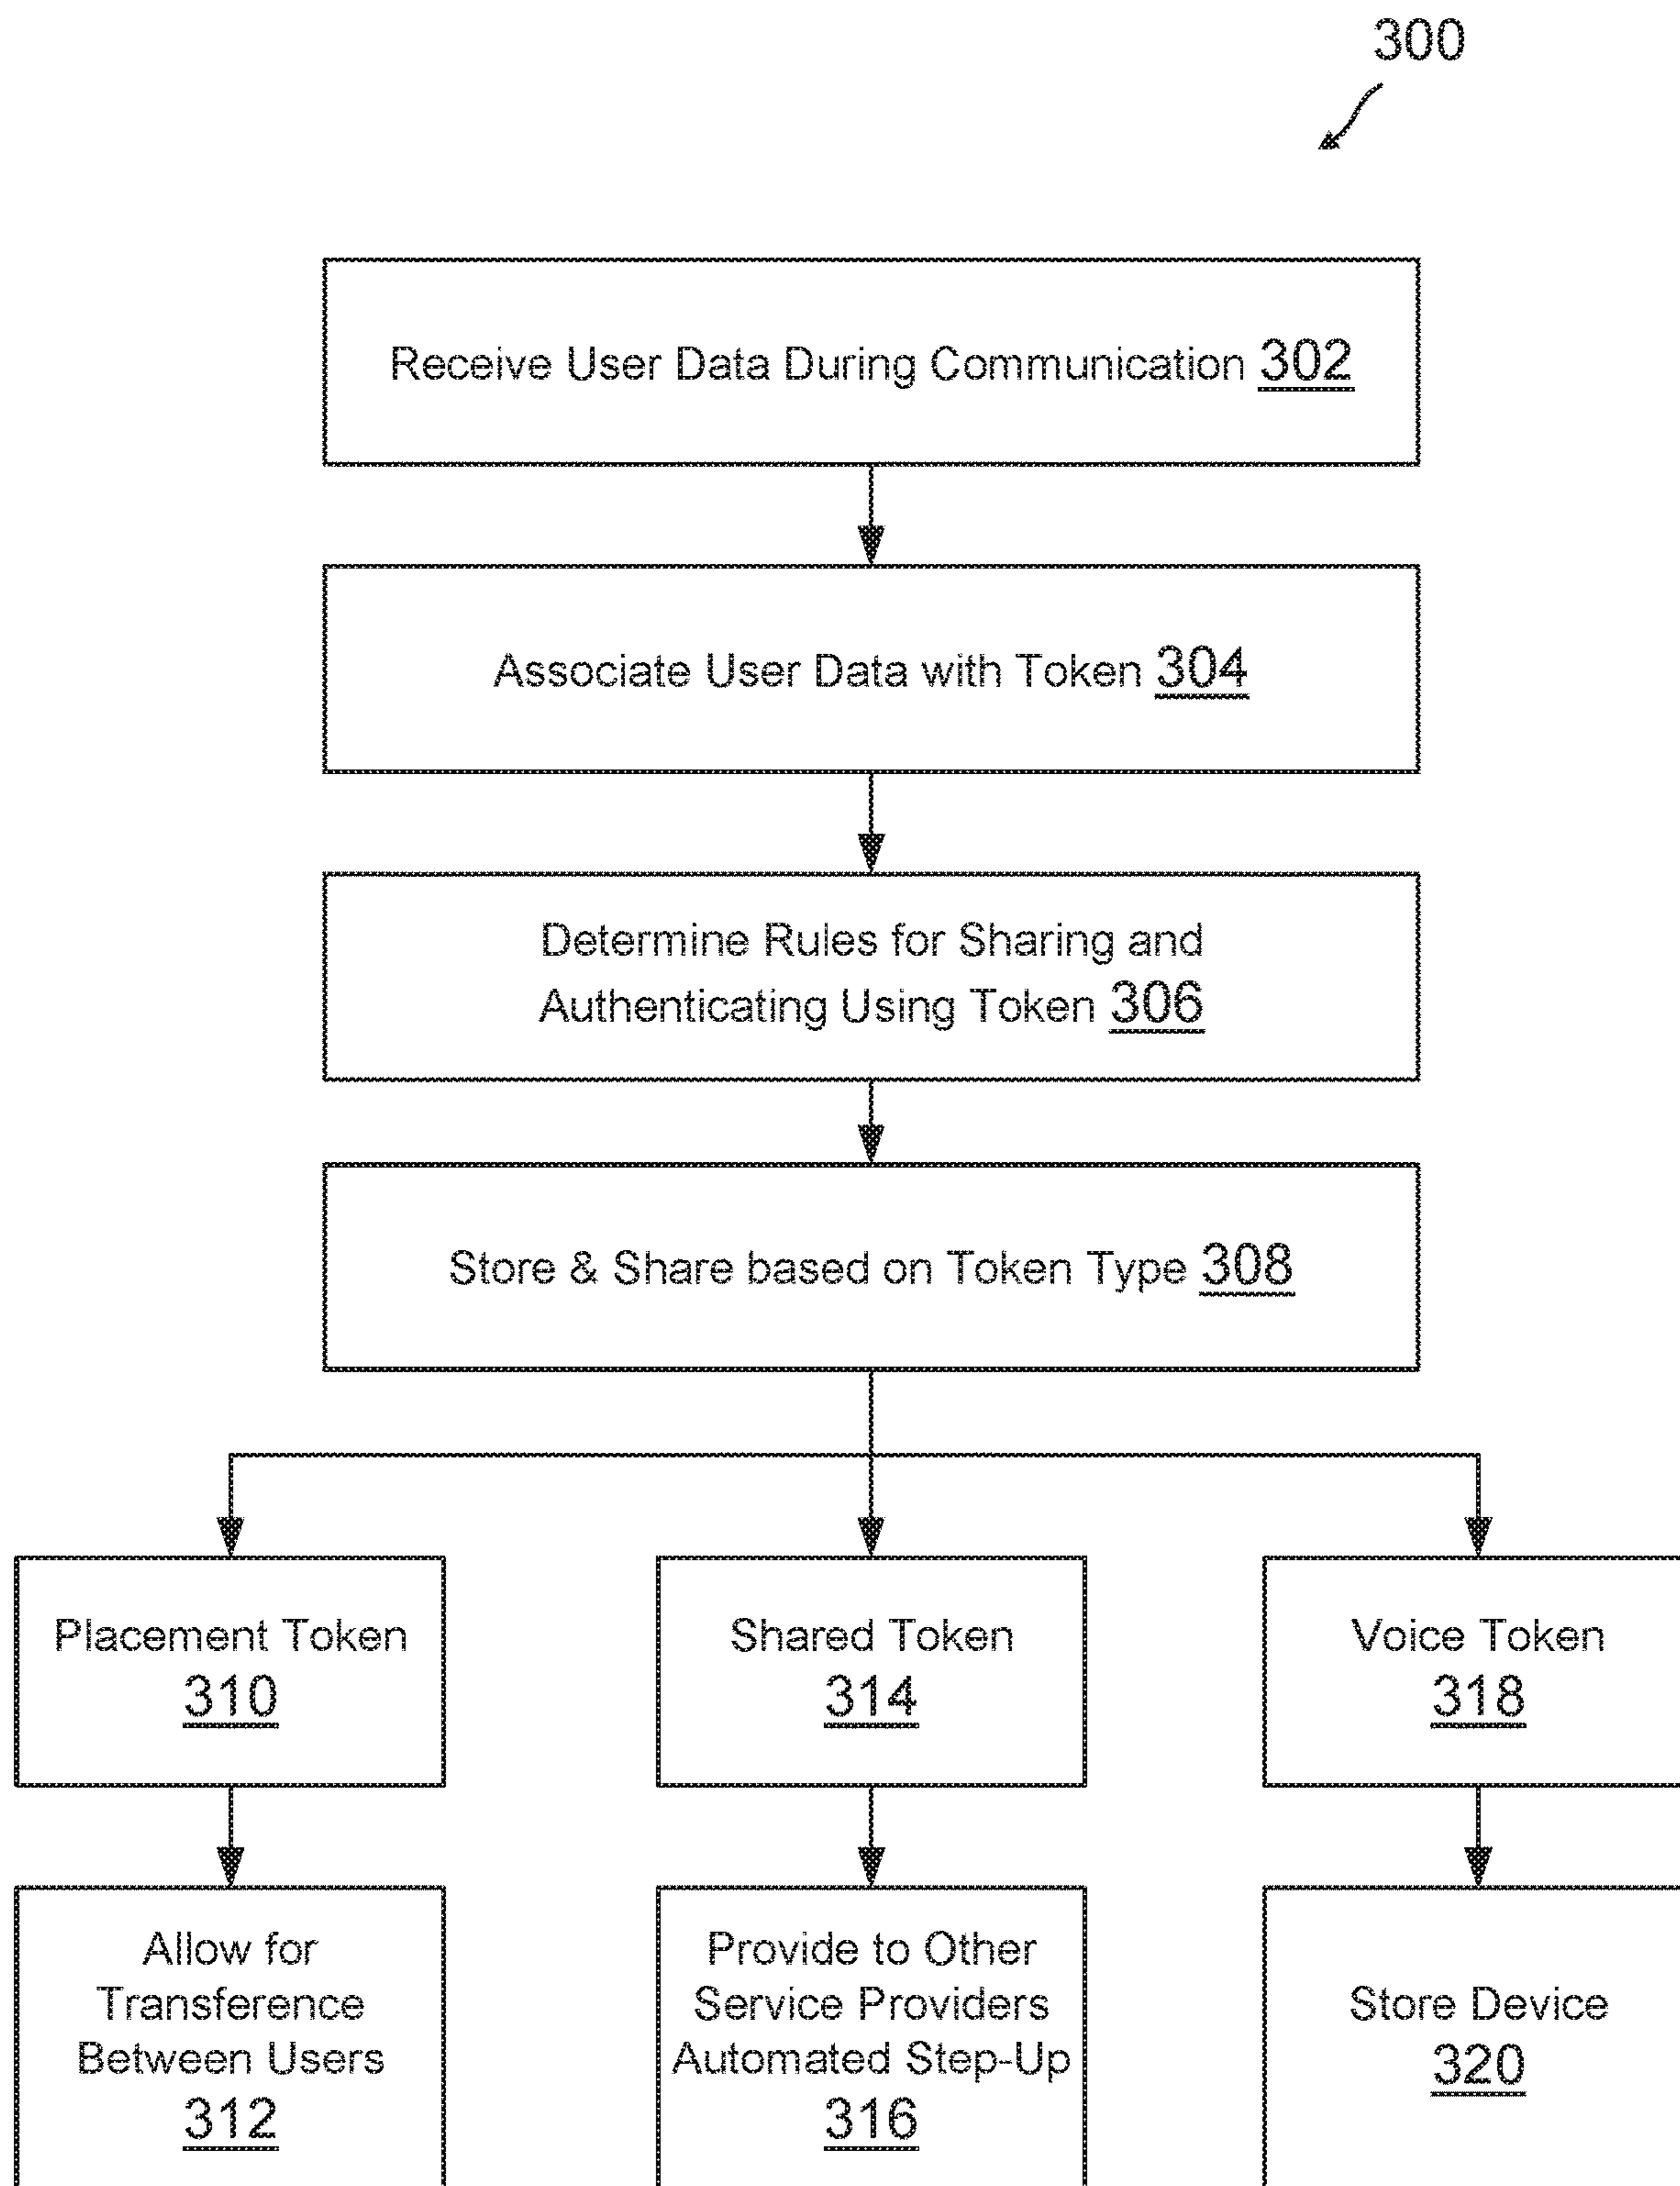 300
Receive User Data During Communication 302
Associate User Data with Token 304
Determine Rules for Sharing and
Authenticating Using Token 306
Store & Share based on Token Type 308
Placement Token
310
Shared Token
314
Voice Token
318
Allow for
Transference
Between Users
312
Provide to Other
Service Providers
Automated Step-Up
316
Store Device
320